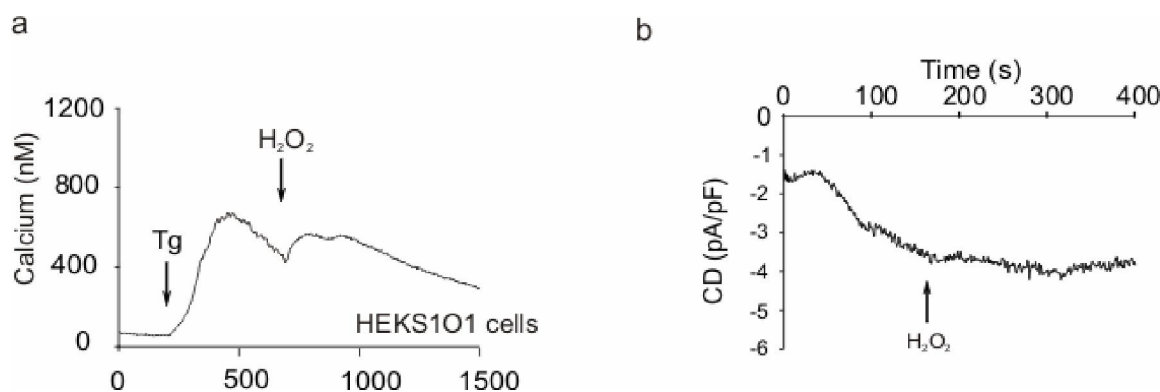 a
Calcium (nM)
1200
800
400
0
Tg
H₂O₂
HEKS1O1 cells
0 500 1000 1500
b
Time (s)
0 100 200 300 400
CD (pA/pF)
0
-1
-2
-3
-4
-5
-6
H₂O₂